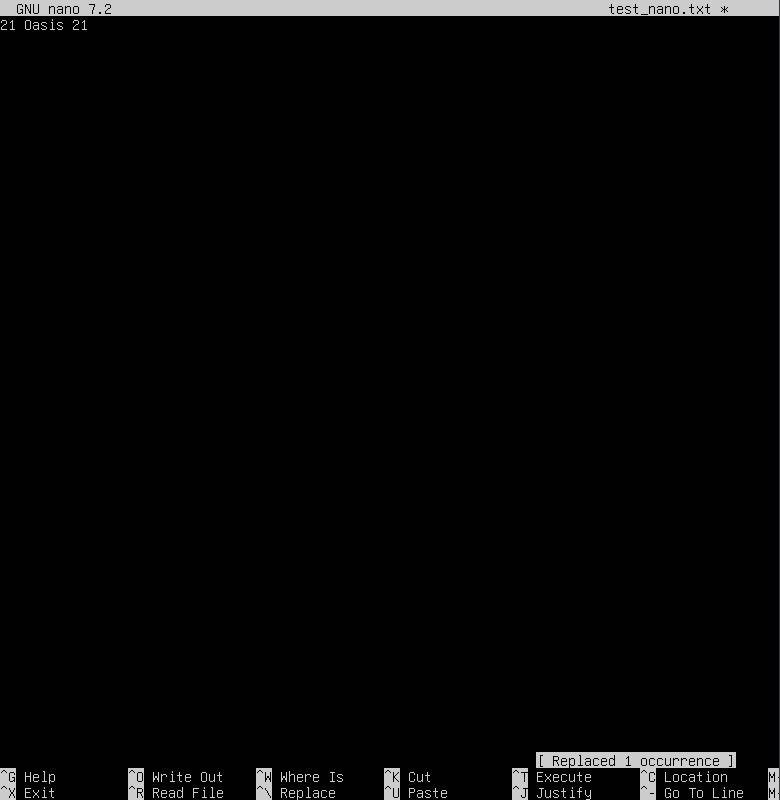 GNU nano 7.2 test_nano.txt *
21 Oasis 21
[ Replaced 1 occurrence ]
^G Help ^O Write Out ^W Where Is ^K Cut ^T Execute ^C Location M-
^X Exit ^R Read File ^\ Replace ^U Paste ^J Justify ^- Go To Line M-